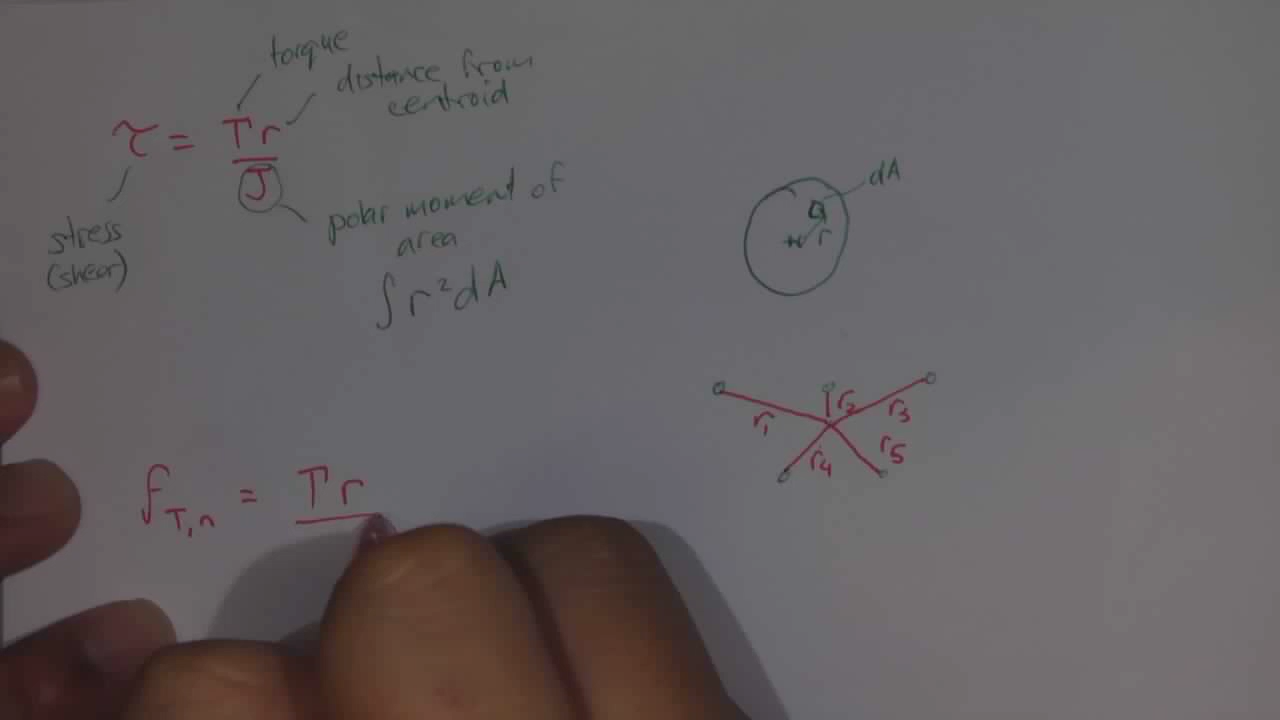 torque
distance from
centroid
τ = Tr
J
stress
(shear)
polar moment of
area
∫r²dA
dA
r
r₁
r₂
r₃
r₄
r₅
f_T,n = Tr